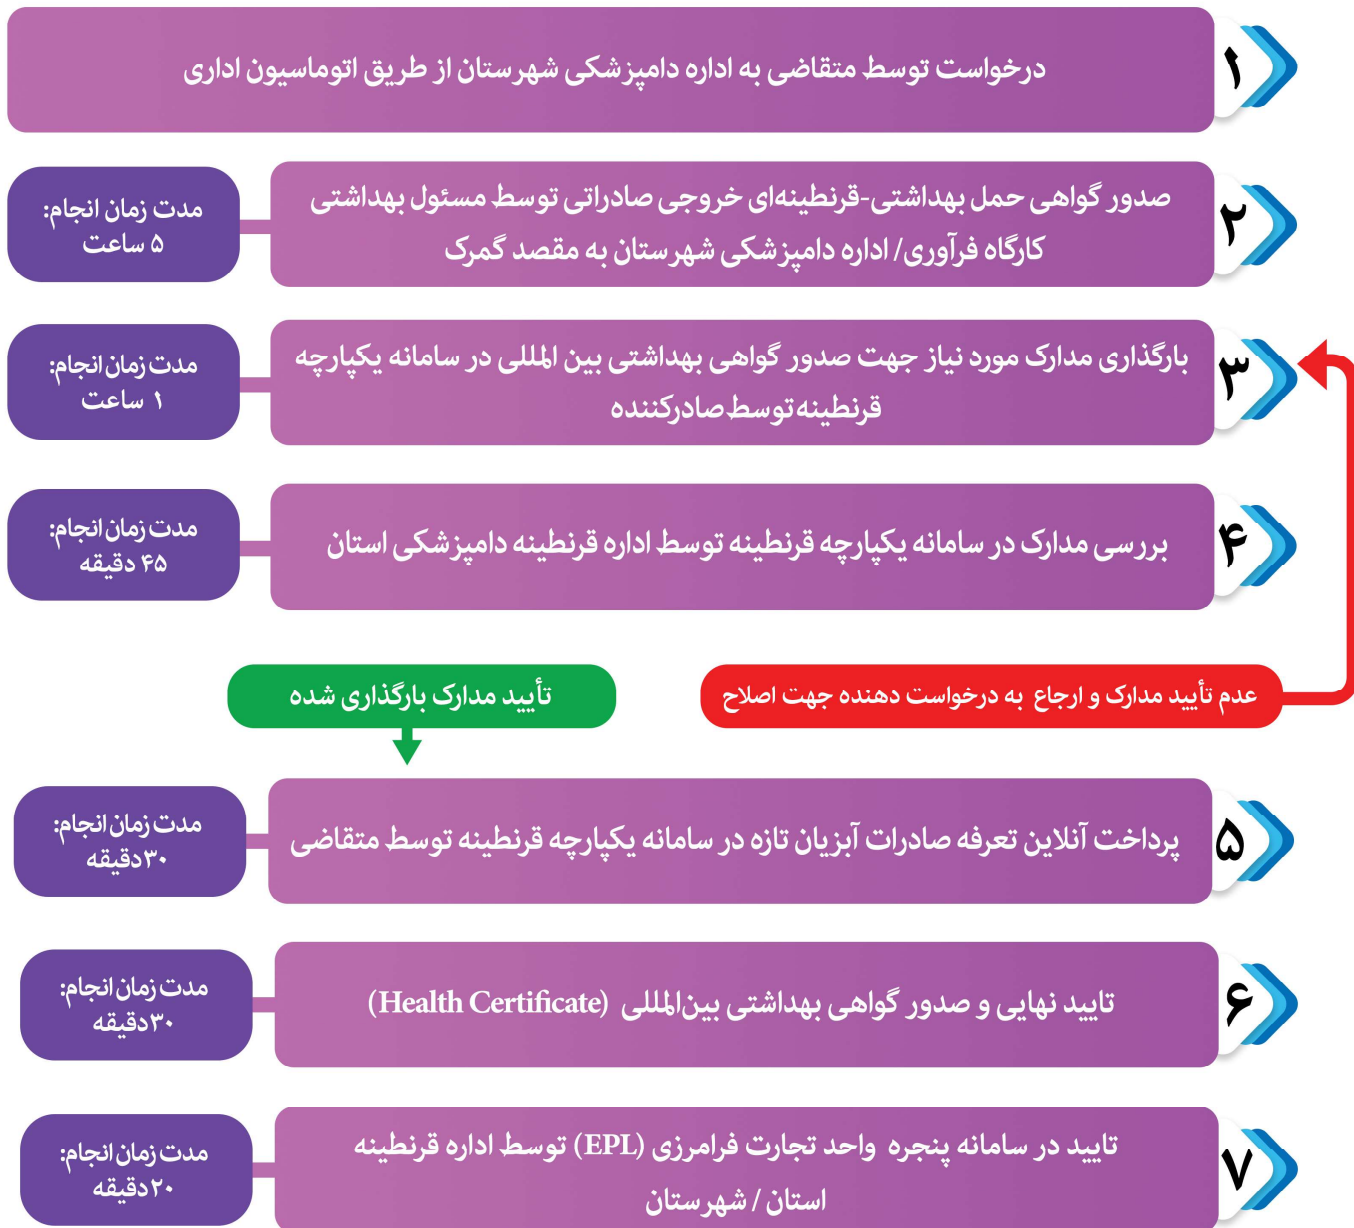 ۱
درخواست توسط متقاضی به اداره دامپزشکی شهرستان از طریق اتوماسیون اداری
۲
صدور گواهی حمل بهداشتی-قرنطینه‌ای خروجی صادراتی توسط مسئول بهداشتی
کارگاه فرآوری/ اداره دامپزشکی شهرستان به مقصد گمرک
مدت زمان انجام:
۵ ساعت
۳
بارگذاری مدارک مورد نیاز جهت صدور گواهی بهداشتی بین المللی در سامانه یکپارچه
قرنطینه توسط صادرکننده
مدت زمان انجام:
۱ ساعت
۴
بررسی مدارک در سامانه یکپارچه قرنطینه توسط اداره قرنطینه دامپزشکی استان
مدت زمان انجام:
۴۵ دقیقه
عدم تأیید مدارک و ارجاع به درخواست دهنده جهت اصلاح
تأیید مدارک بارگذاری شده
۵
پرداخت آنلاین تعرفه صادرات آبزیان تازه در سامانه یکپارچه قرنطینه توسط متقاضی
مدت زمان انجام:
۳۰دقیقه
۶
تایید نهایی و صدور گواهی بهداشتی بین‌المللی (Health Certificate)
مدت زمان انجام:
۳۰دقیقه
۷
تایید در سامانه پنجره واحد تجارت فرامرزی (EPL) توسط اداره قرنطینه
استان / شهرستان
مدت زمان انجام:
۲۰دقیقه